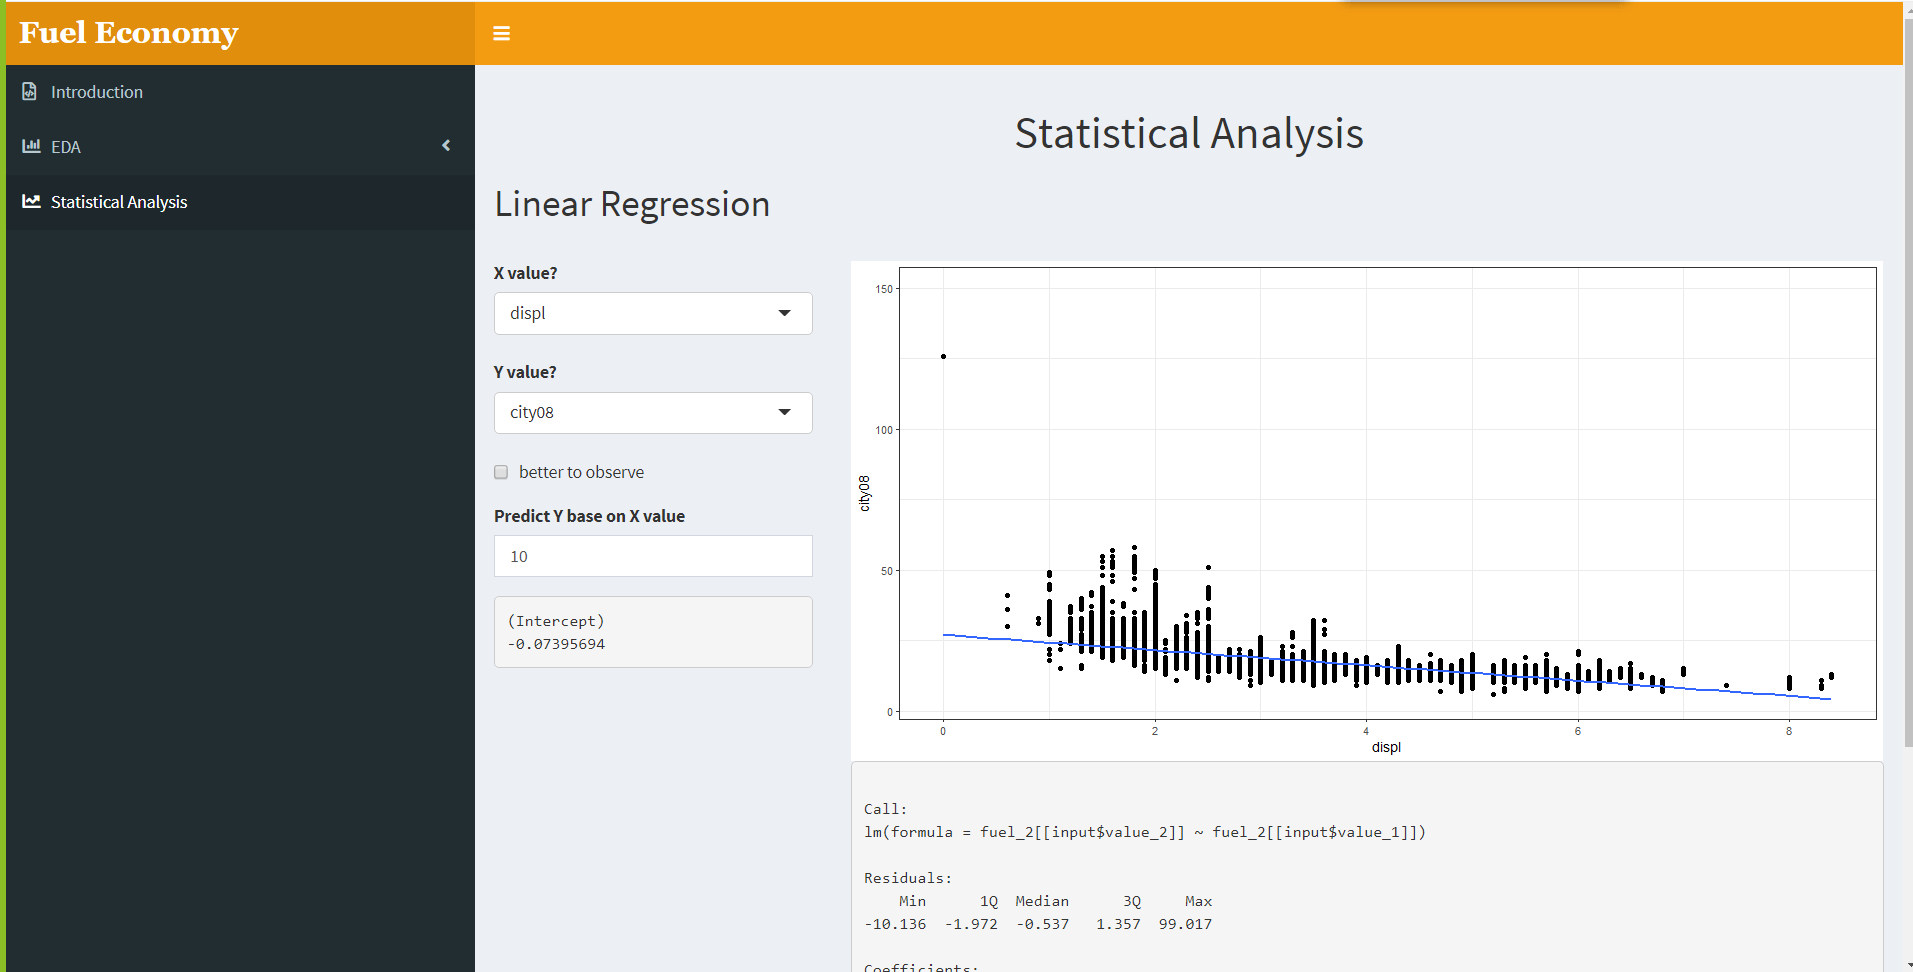 Fuel Economy
Introduction
EDA
Statistical Analysis
Statistical Analysis
Linear Regression
X value?
displ
Y value?
city08
better to observe
Predict Y base on X value
10
(Intercept)
-0.07395694
150
100
50
0
city08
0 2 4 6 8
displ
Call:
lm(formula = fuel_2[[input$value_2]] ~ fuel_2[[input$value_1]])
Residuals:
Min 1Q Median 3Q Max
-10.136 -1.972 -0.537 1.357 99.017
Coefficients: